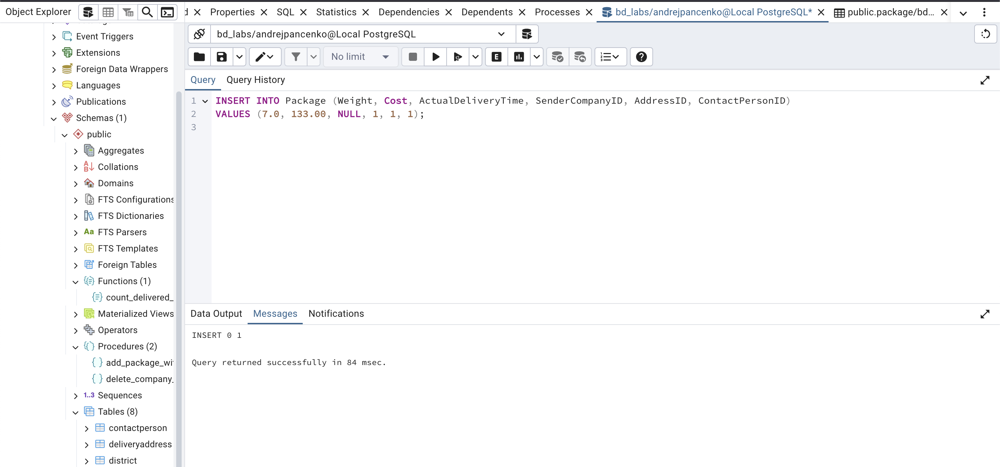 Object Explorer
Properties SQL Statistics Dependencies Dependents Processes bd_labs/andrejpancenko@Local PostgreSQL* public.package/bd...
bd_labs/andrejpancenko@Local PostgreSQL
No limit
E
Query Query History
1 INSERT INTO Package (Weight, Cost, ActualDeliveryTime, SenderCompanyID, AddressID, ContactPersonID)
2 VALUES (7.0, 133.00, NULL, 1, 1, 1);
3
Event Triggers
Extensions
Foreign Data Wrappers
Languages
Publications
Schemas (1)
public
Aggregates
Collations
Domains
FTS Configurations
FTS Dictionaries
Aa FTS Parsers
FTS Templates
Foreign Tables
Functions (1)
count_delivered_
Materialized Views
Operators
Procedures (2)
add_package_wi
delete_company_
1..3 Sequences
Tables (8)
contactperson
deliveryaddress
district
Data Output Messages Notifications
INSERT 0 1
Query returned successfully in 84 msec.